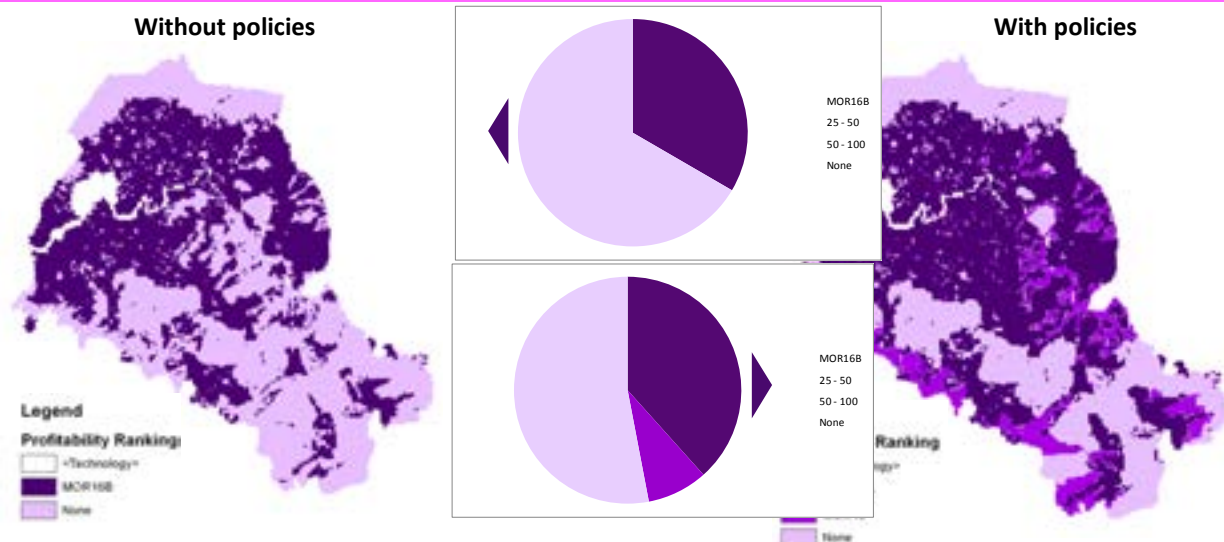 Without policies
With policies
MOR16B
25 - 50
50 - 100
None
MOR16B
25 - 50
50 - 100
None
Legend
Profitability Ranking
<Technology>
MOR16B
None
Ranking
None